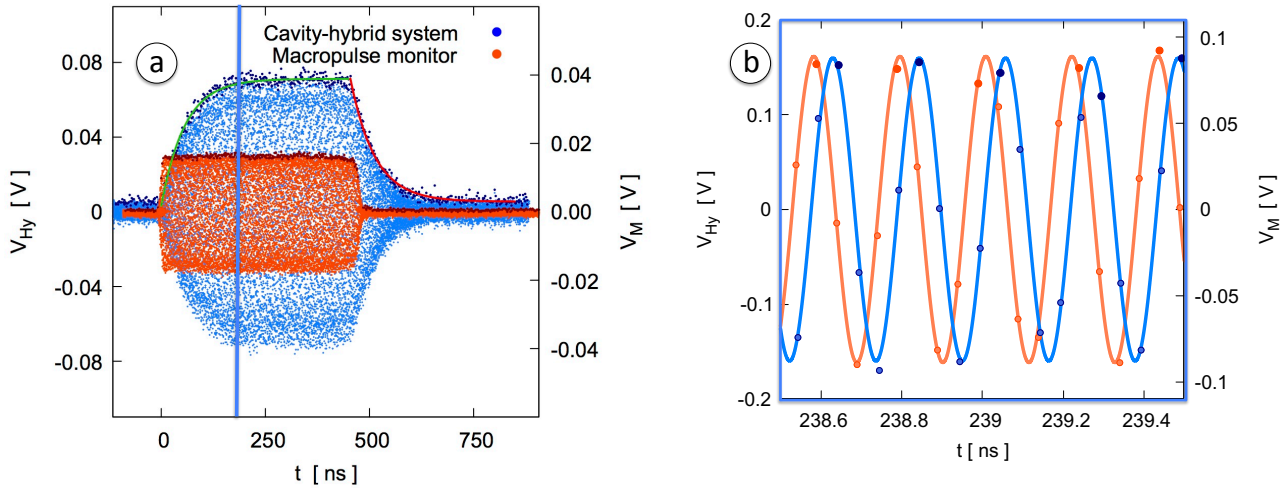 a
Cavity-hybrid system
Macropulse monitor
0.08
0.04
0
-0.04
-0.08
V_Hy [ V ]
0.04
0.02
0.00
-0.02
-0.04
V_M [ V ]
0
250
500
750
t [ ns ]
b
0.2
0.1
0
-0.1
-0.2
V_Hy [ V ]
0.1
0.05
0
-0.05
-0.1
V_M [ V ]
238.6
238.8
239
239.2
239.4
t [ ns ]